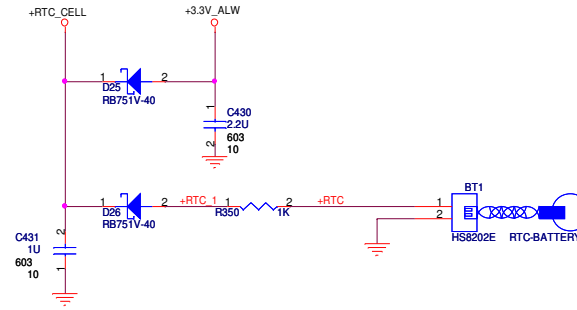 +RTC_CELL
+3.3V_ALW
1
2
D25
RB751V-40
1
C430
2.2U
2
603
10
1
2
D26
RB751V-40
+RTC_1
1
2
R350
1K
+RTC
BT1
1
2
HS8202E
RTC-BATTERY
2
C431
1U
603
10
1